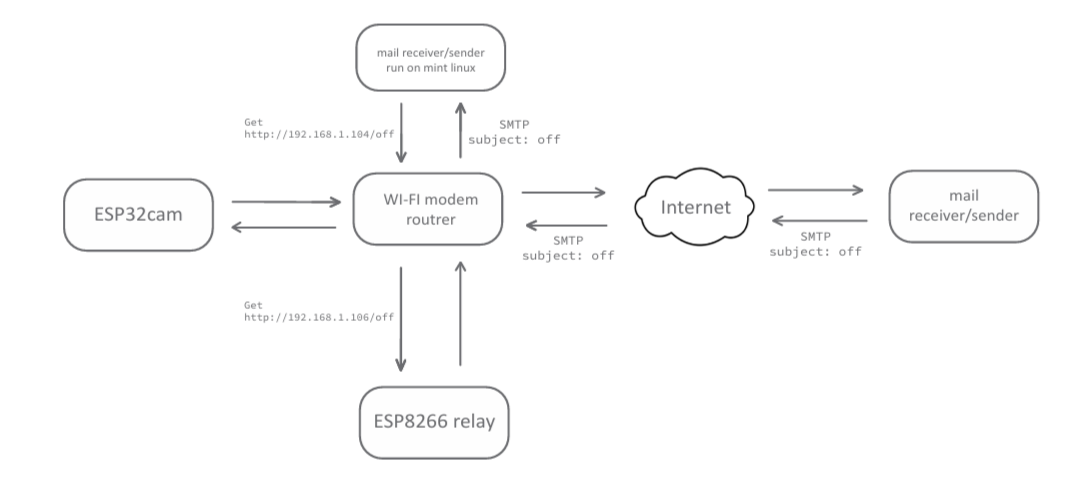 mail receiver/sender
run on mint linux
Get
http://192.168.1.104/off
SMTP
subject: off
ESP32cam
WI-FI modem
routrer
Internet
mail
receiver/sender
SMTP
subject: off
SMTP
subject: off
Get
http://192.168.1.106/off
ESP8266 relay